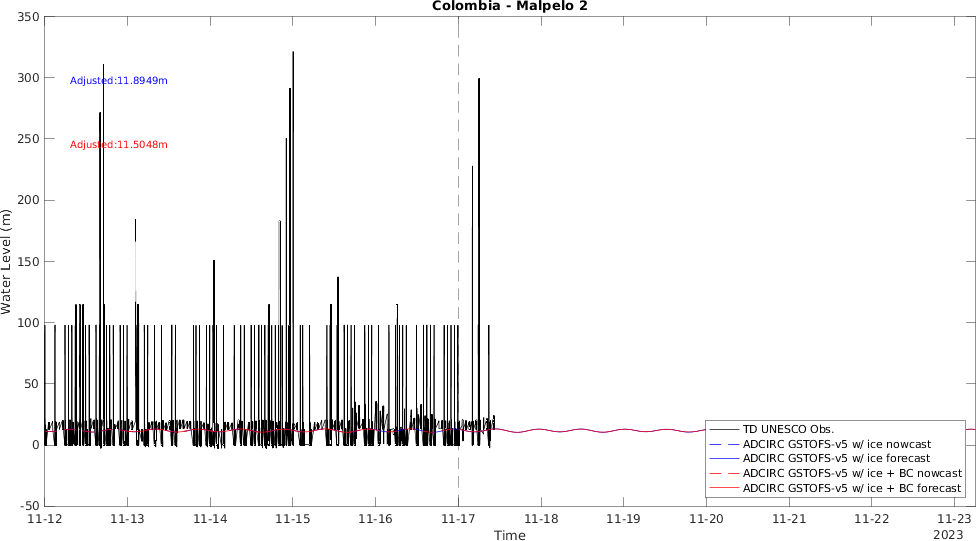 Colombia - Malpelo 2
350
300
250
200
150
100
50
0
-50
Water Level (m)
Adjusted:11.8949m
Adjusted:11.5048m
TD UNESCO Obs.
ADCIRC GSTOFS-v5 w/ ice nowcast
ADCIRC GSTOFS-v5 w/ ice forecast
ADCIRC GSTOFS-v5 w/ ice + BC nowcast
ADCIRC GSTOFS-v5 w/ ice + BC forecast
11-12 11-13 11-14 11-15 11-16 11-17 11-18 11-19 11-20 11-21 11-22 11-23
Time
2023